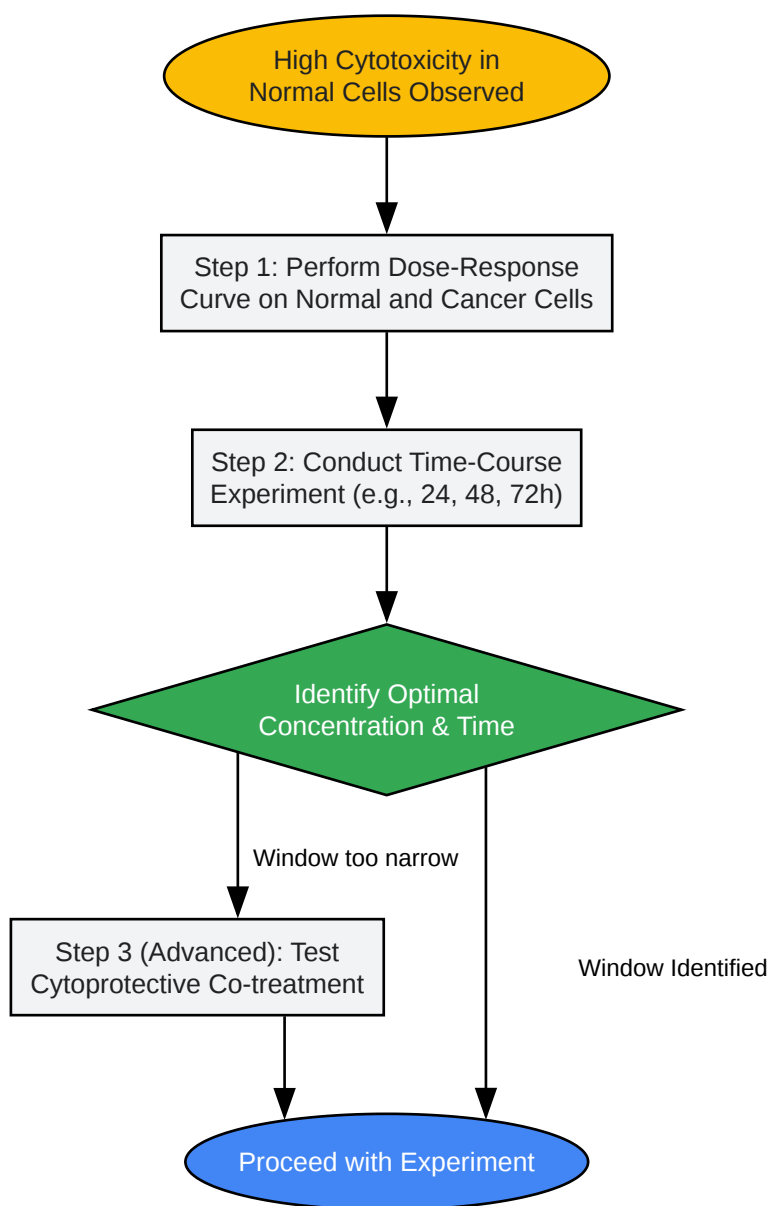 High Cytotoxicity in
Normal Cells Observed
Step 1: Perform Dose-Response
Curve on Normal and Cancer Cells
Step 2: Conduct Time-Course
Experiment (e.g., 24, 48, 72h)
Identify Optimal
Concentration & Time
Window too narrow
Step 3 (Advanced): Test
Cytoprotective Co-treatment
Window Identified
Proceed with Experiment